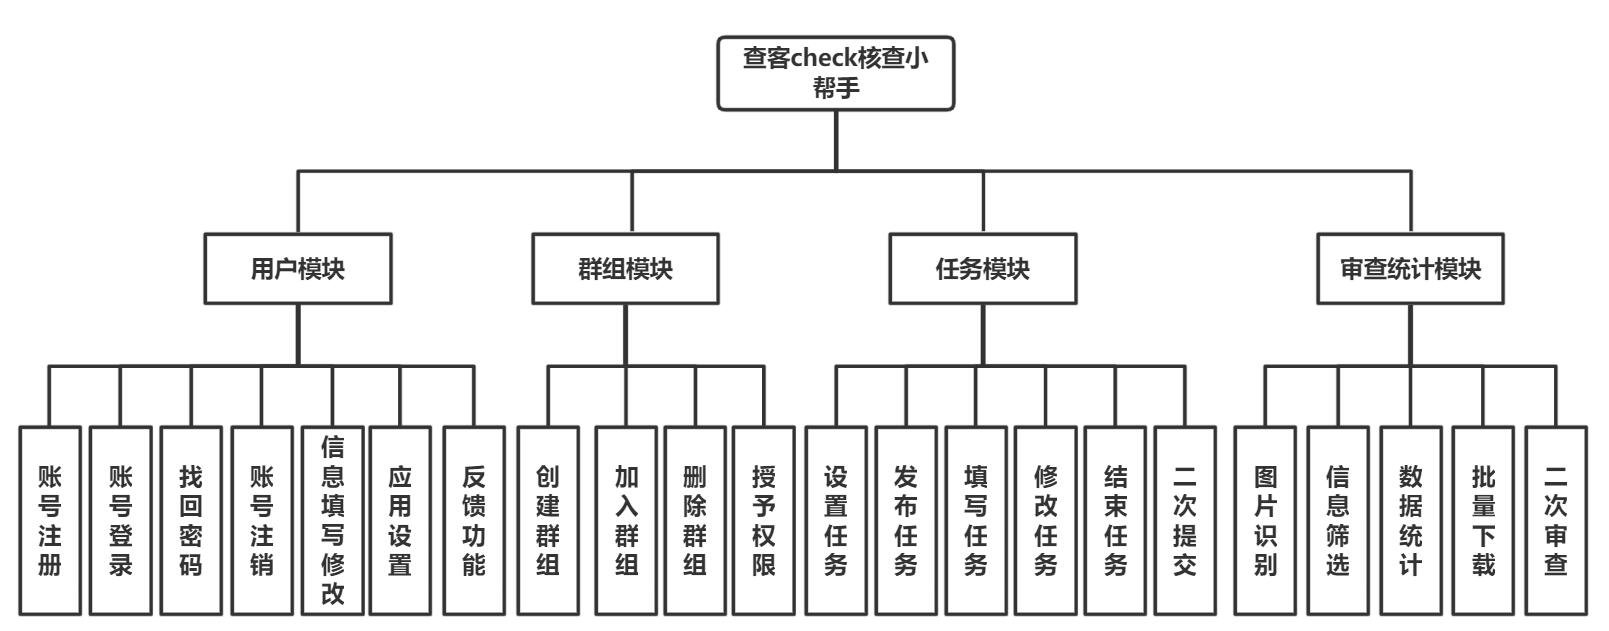 查客check核查小
帮手
用户模块
群组模块
任务模块
审查统计模块
账号注册
账号登录
找回密码
账号注销
信息填写修改
应用设置
反馈功能
创建群组
加入群组
删除群组
授予权限
设置任务
发布任务
填写任务
修改任务
结束任务
二次提交
图片识别
信息筛选
数据统计
批量下载
二次审查